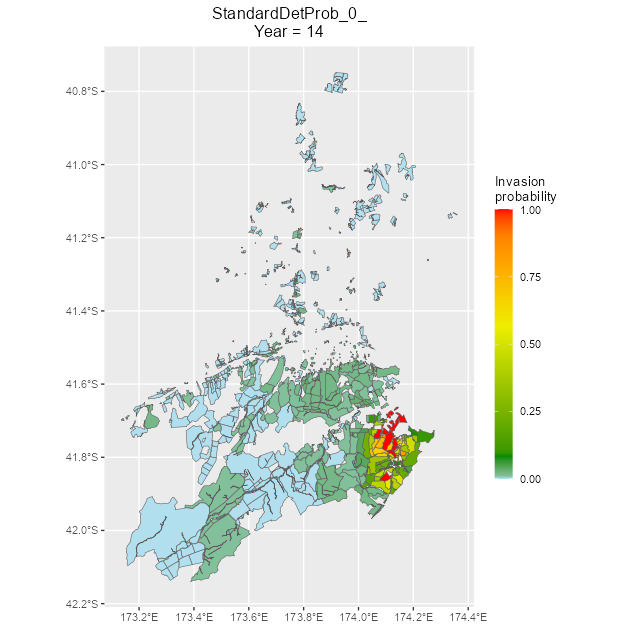 StandardDetProb_0_
Year = 14
40.8°S
41.0°S
41.2°S
41.4°S
41.6°S
41.8°S
42.0°S
42.2°S
173.2°E 173.4°E 173.6°E 173.8°E 174.0°E 174.2°E 174.4°E
Invasion
probability
1.00
0.75
0.50
0.25
0.00